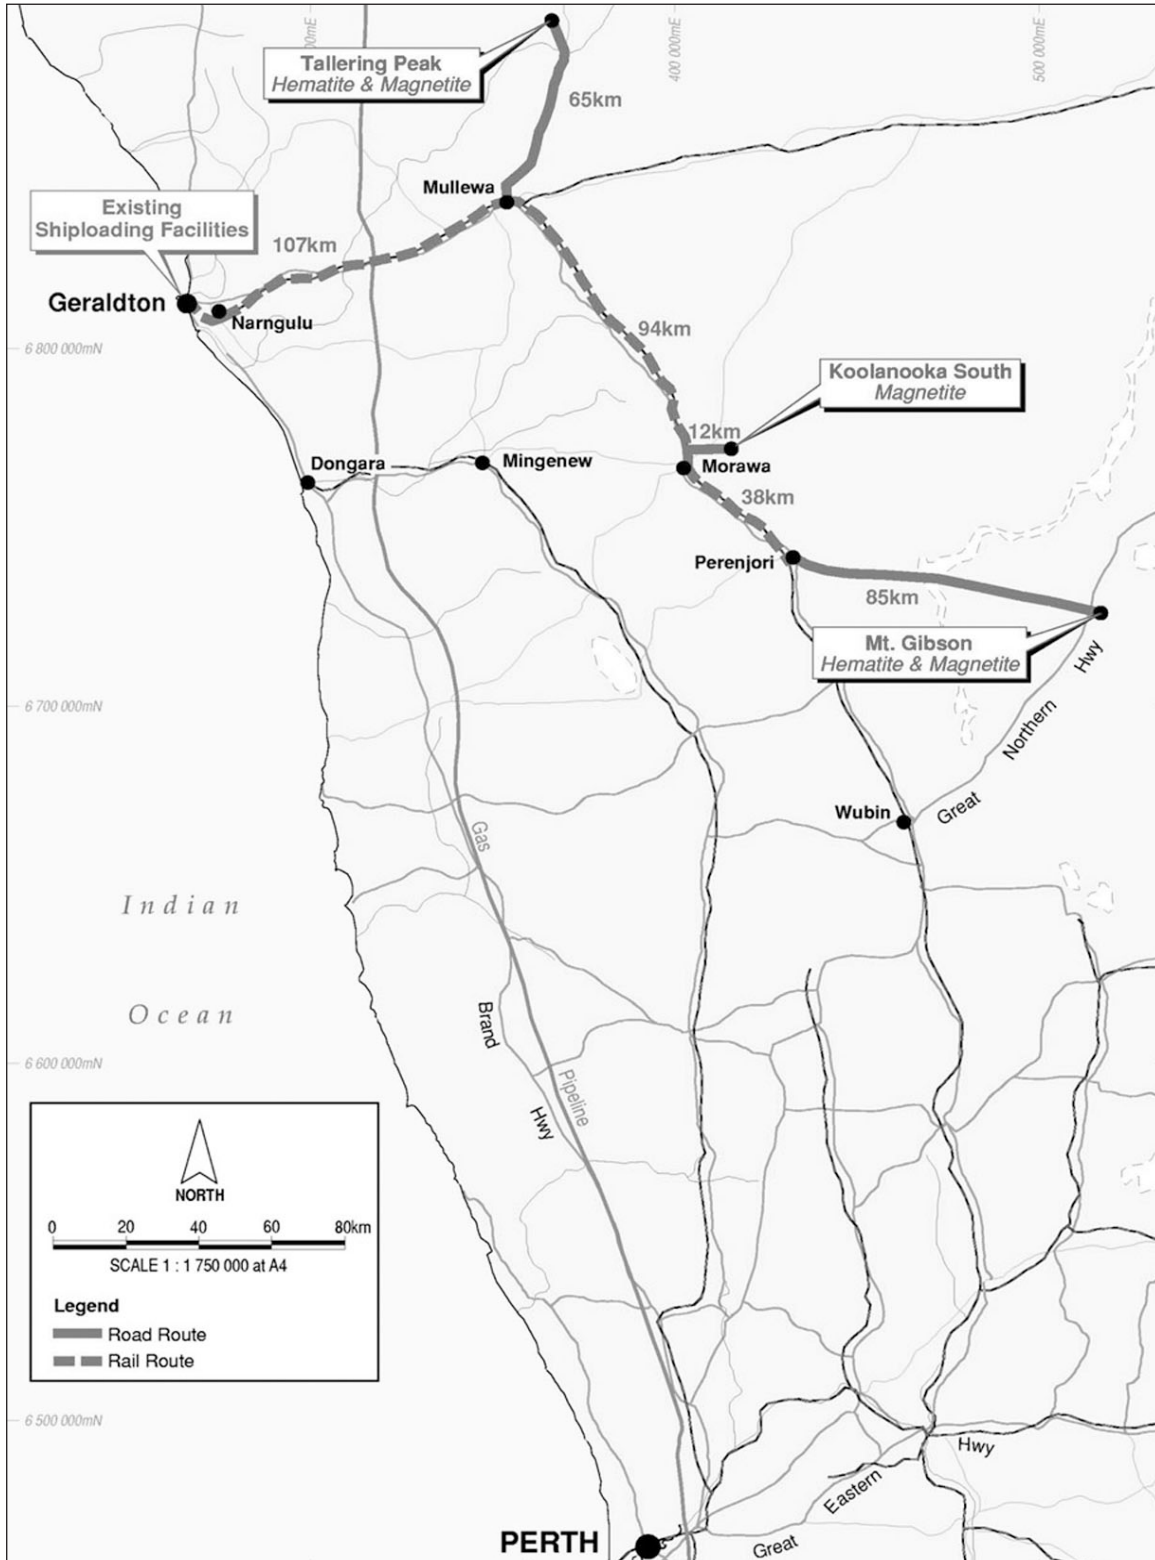 00mE
400 000mE
500 000mE
Tallering Peak
Hematite & Magnetite
65km
Mullewa
Existing
Shiploading Facilities
107km
Geraldton
Narngulu
94km
6 800 000mN
Koolanooka South
Magnetite
12km
Dongara
Mingenew
Morawa
38km
Perenjori
85km
Mt. Gibson
Hematite & Magnetite
Hwy
6 700 000mN
Northern
Great
Wubin
Gas
Indian
Ocean
Brand
Hwy
Pipeline
6 600 000mN
NORTH
0 20 40 60 80km
SCALE 1 : 1 750 000 at A4
Legend
Road Route
Rail Route
6 500 000mN
Hwy
Eastern
Great
PERTH